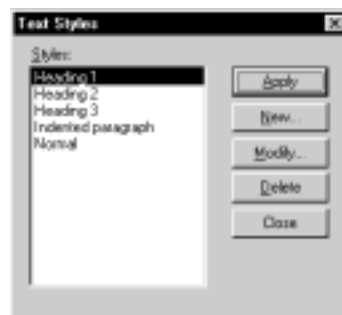 Text Styles
Styles:
Heading 1
Heading 2
Heading 3
Indented paragraph
Normal
Apply
New...
Modify...
Delete
Close